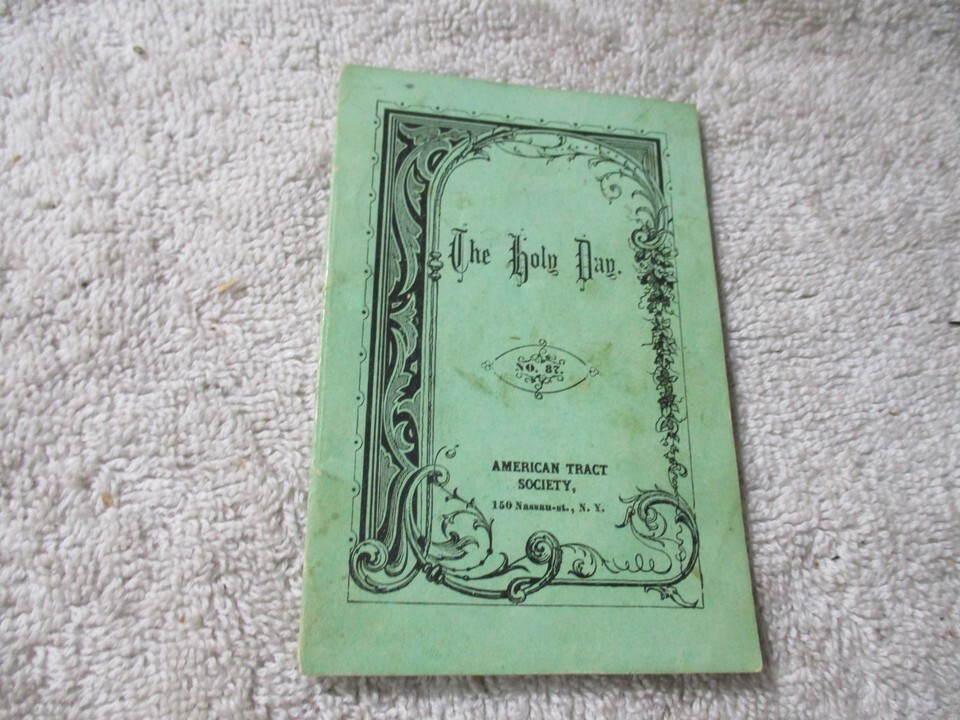 The Holy Day.
NO. 87.
AMERICAN TRACT
SOCIETY,
150 Nassau-st., N. Y.